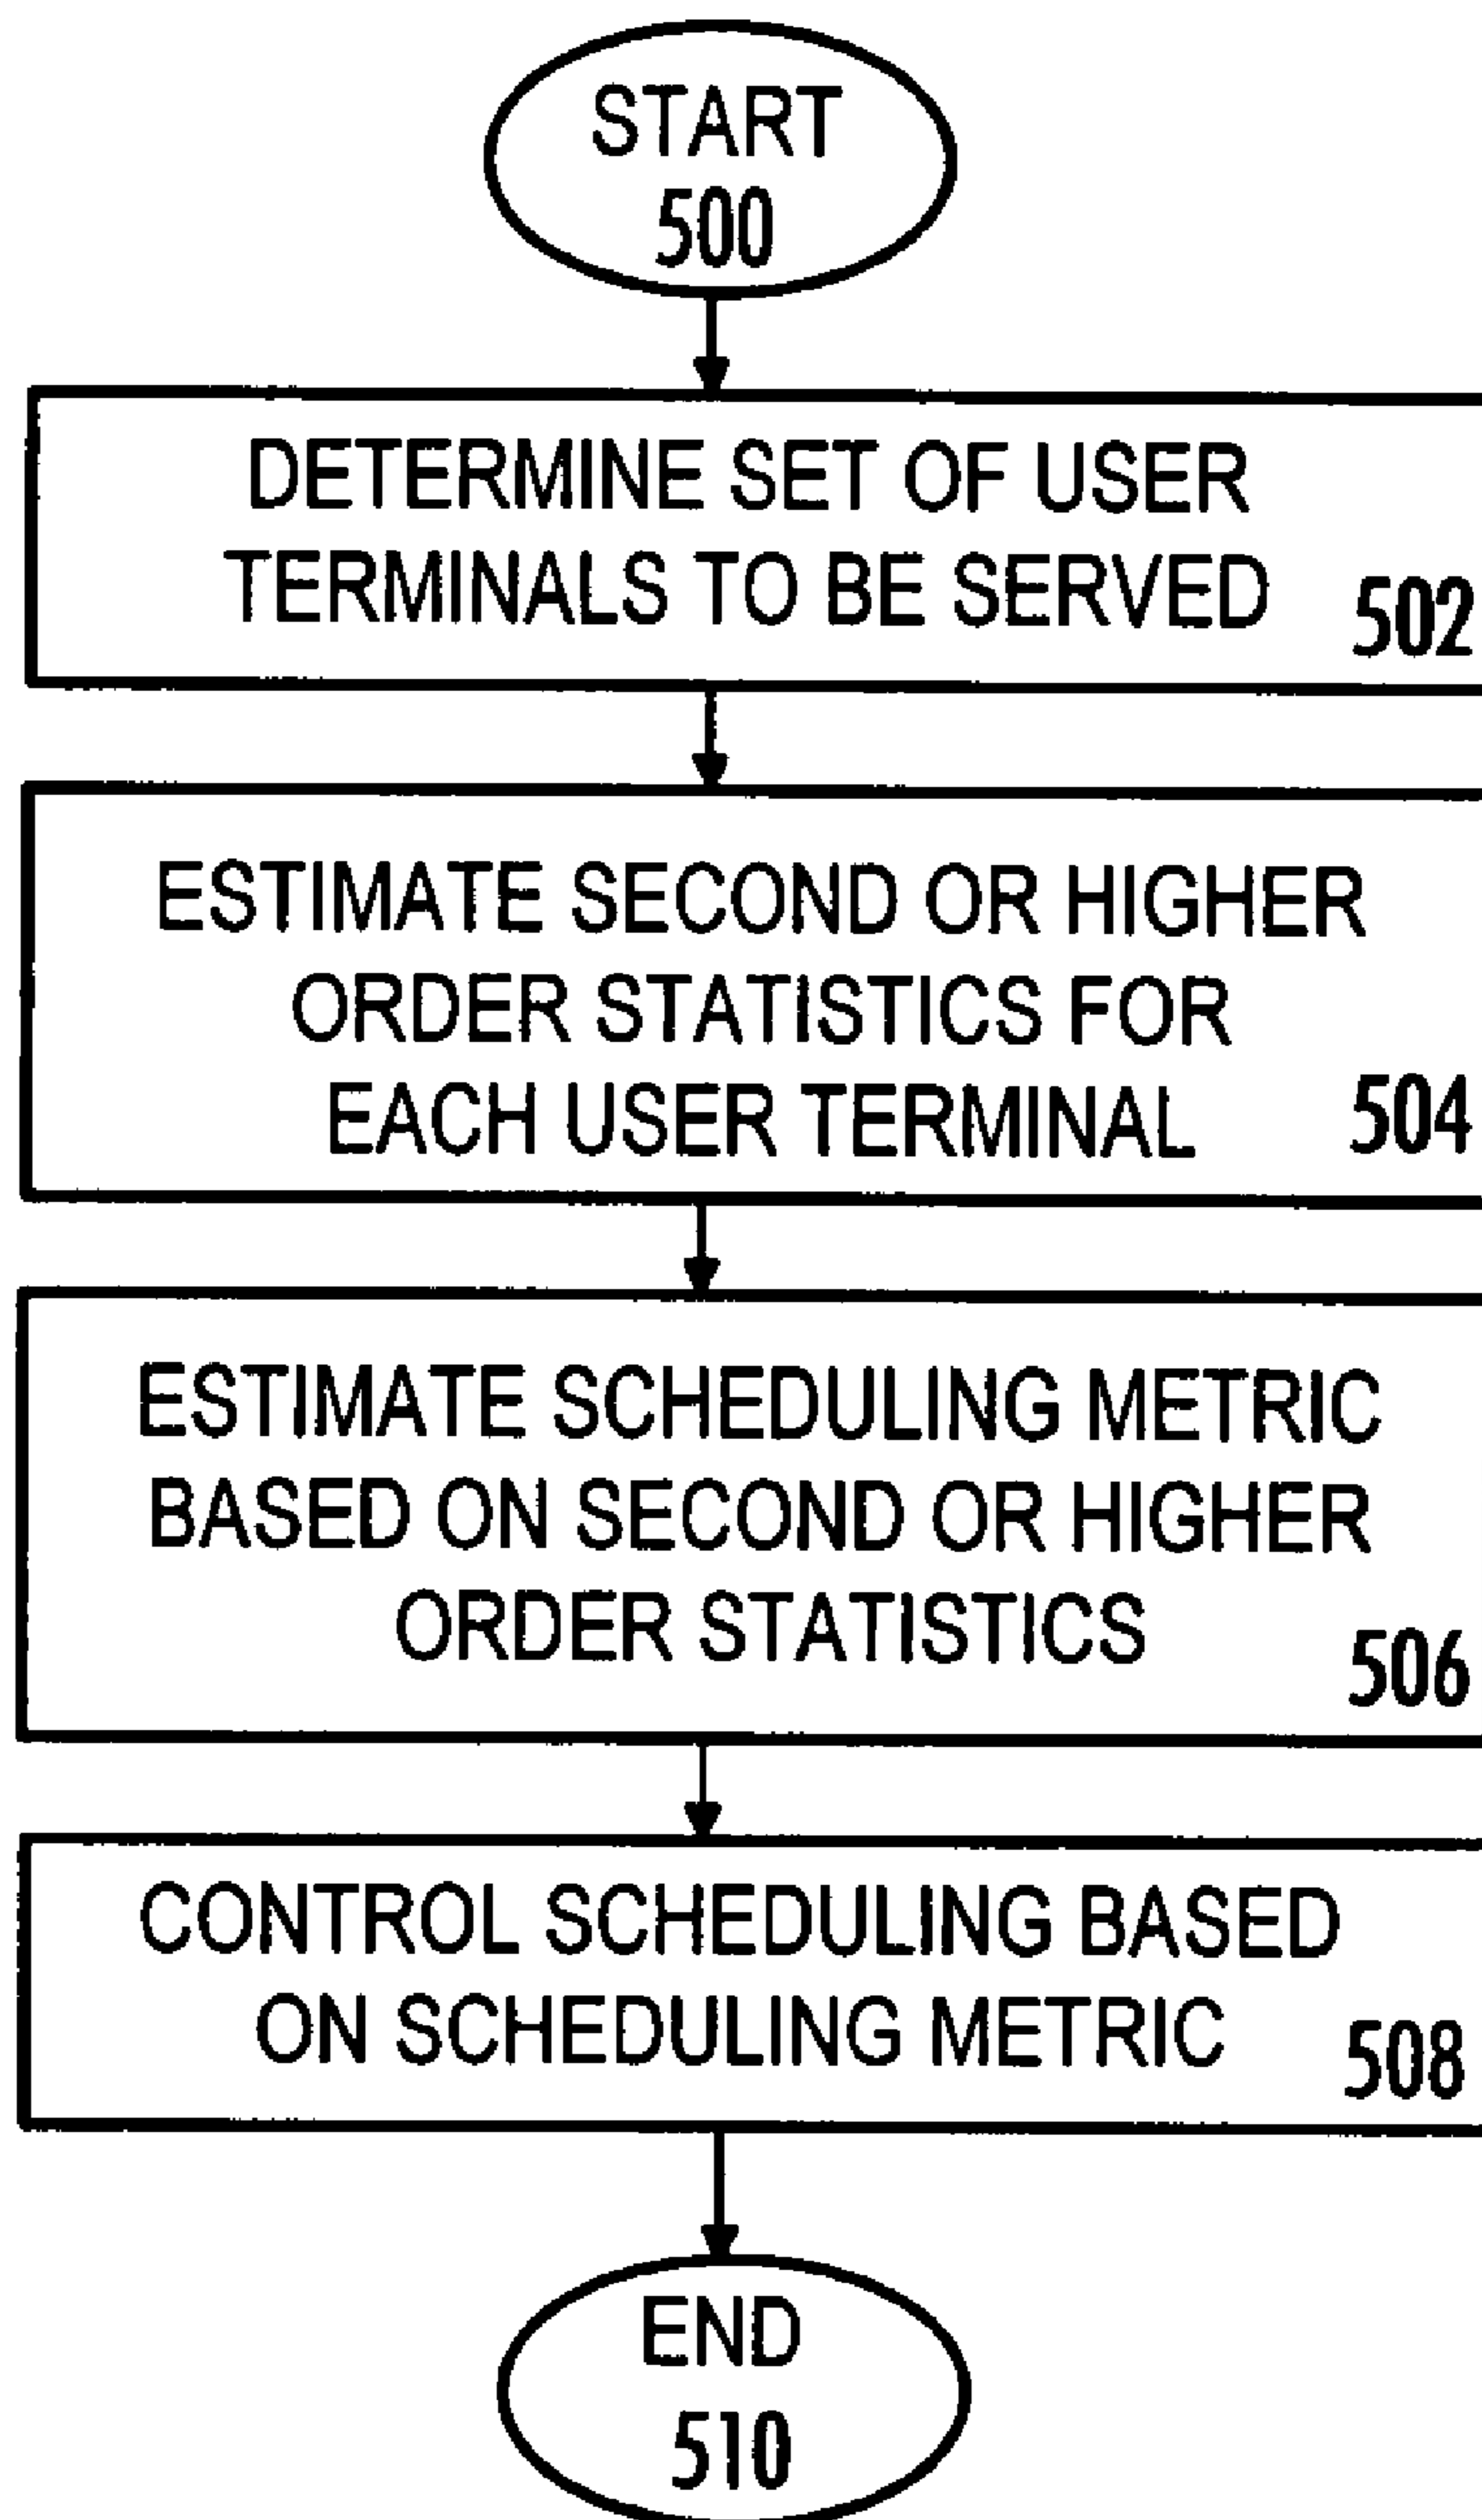 START
500
DETERMINE SET OF USER
TERMINALS TO BE SERVED
502
ESTIMATE SECOND OR HIGHER
ORDER STATISTICS FOR
EACH USER TERMINAL
504
ESTIMATE SCHEDULING METRIC
BASED ON SECOND OR HIGHER
ORDER STATISTICS
506
CONTROL SCHEDULING BASED
ON SCHEDULING METRIC
508
END
510